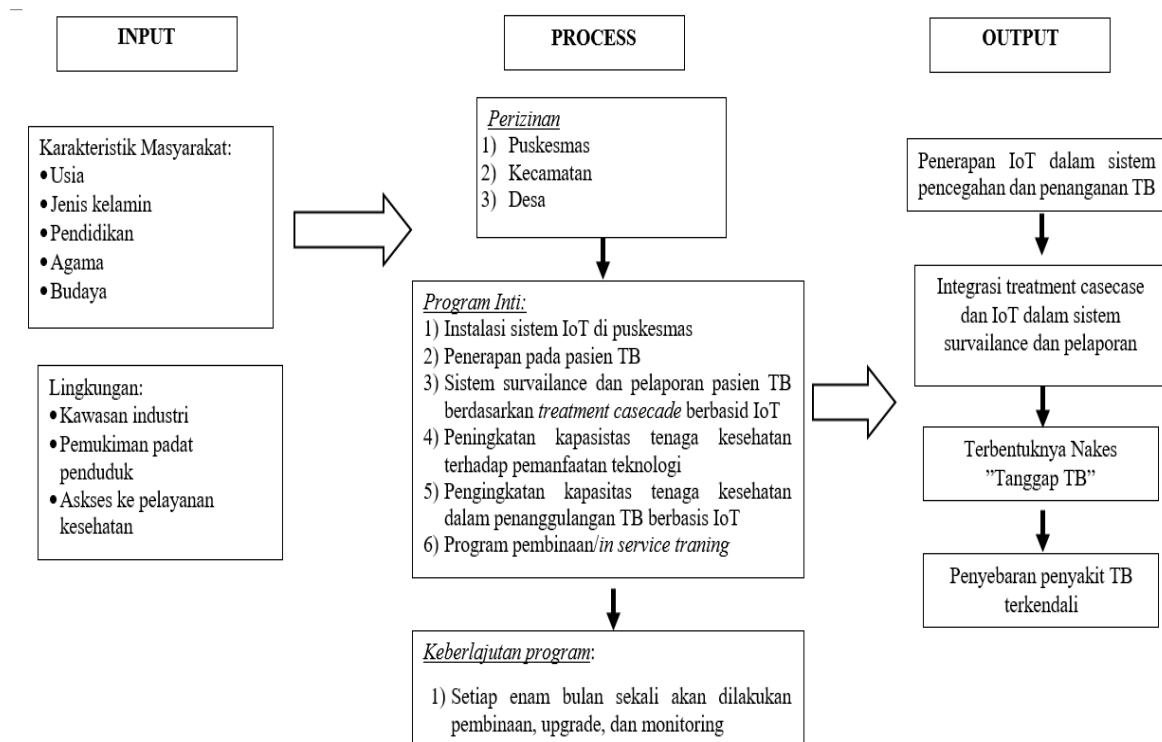 INPUT
Karakteristik Masyarakat:
•Usia
•Jenis kelamin
•Pendidikan
•Agama
•Budaya
Lingkungan:
•Kawasan industri
•Pemukiman padat
penduduk
•Askses ke pelayanan
kesehatan
PROCESS
Perizinan
1) Puskesmas
2) Kecamatan
3) Desa
Program Inti:
1) Instalasi sistem IoT di puskesmas
2) Penerapan pada pasien TB
3) Sistem survailance dan pelaporan pasien TB
berdasarkan treatment casecade berbasid IoT
4) Peningkatan kapasistas tenaga kesehatan
terhadap pemanfaatan teknologi
5) Pengingkatan kapasitas tenaga kesehatan
dalam penanggulangan TB berbasis IoT
6) Program pembinaan/in service traning
Keberlajutan program:
1) Setiap enam bulan sekali akan dilakukan
pembinaan, upgrade, dan monitoring
OUTPUT
Penerapan IoT dalam sistem
pencegahan dan penanganan TB
Integrasi treatment casecase
dan IoT dalam sistem
survailance dan pelaporan
Terbentuknya Nakes
”Tanggap TB”
Penyebaran penyakit TB
terkendali